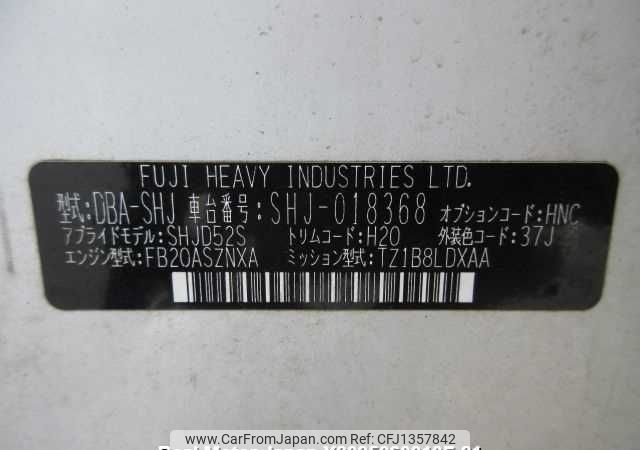 FUJI HEAVY INDUSTRIES LTD.
型式:DBA-SHJ 車台番号:SHJ-018368 オプションコード:HNC
アプライドモデル:SHJD52S トリムコード:H20 外装色コード:37J
エンジン型式:FB20ASZNXA ミッション型式:TZ1B8LDXAA
www.CarFromJapan.com Ref:CFJ1357842